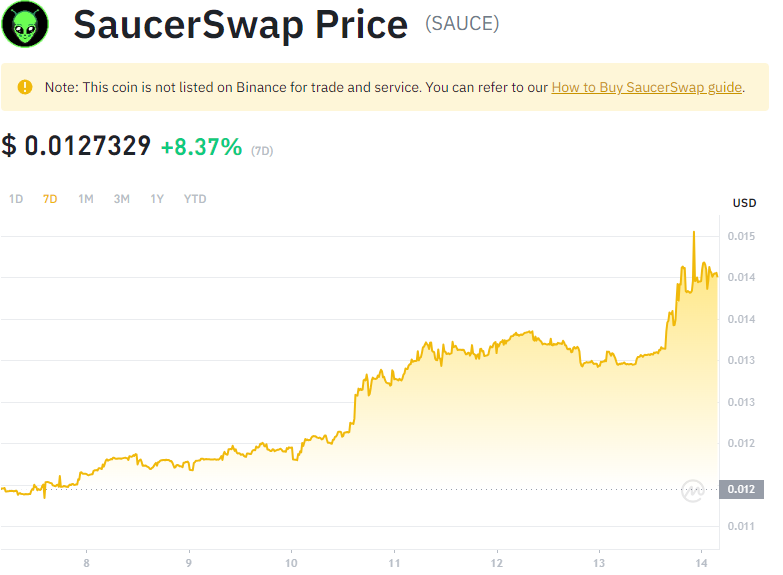 SaucerSwap Price (SAUCE)
Note: This coin is not listed on Binance for trade and service. You can refer to our How to Buy SaucerSwap guide.
$ 0.0127329 +8.37% (7D)
1D 7D 1M 3M 1Y YTD
USD
0.015
0.014
0.014
0.013
0.013
0.012
0.012
0.011
8 9 10 11 12 13 14